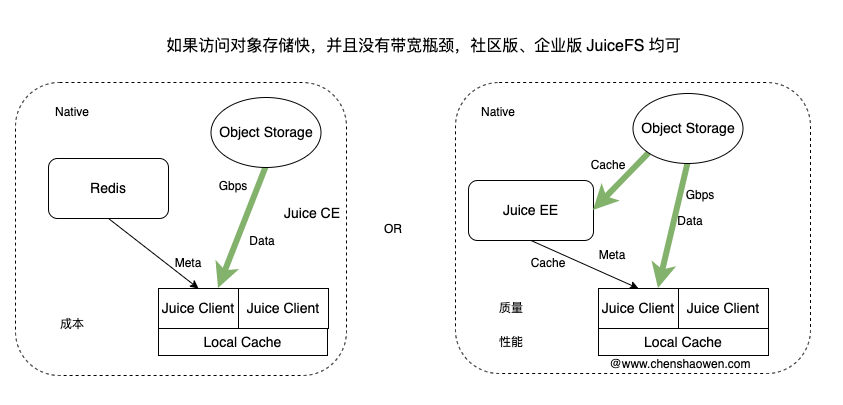 如果访问对象存储快，并且没有带宽瓶颈，社区版、企业版 JuiceFS 均可
Native
Object Storage
Redis
Gbps
Juice CE
Data
Meta
Juice Client
Juice Client
成本
Local Cache
OR
Native
Object Storage
Cache
Juice EE
Gbps
Data
Cache
Meta
质量
Juice Client
Juice Client
性能
Local Cache
@www.chenshaowen.com